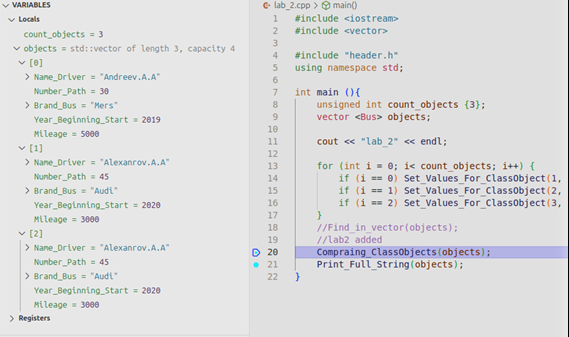 VARIABLES
Locals
count_objects = 3
objects = std::vector of length 3, capacity 4
[0]
Name_Driver = "Andreev.A.A"
Number_Path = 30
Brand_Bus = "Mers"
Year_Beginning_Start = 2019
Mileage = 5000
[1]
Name_Driver = "Alexanrov.A.A"
Number_Path = 45
Brand_Bus = "Audi"
Year_Beginning_Start = 2020
Mileage = 3000
[2]
Name_Driver = "Alexanrov.A.A"
Number_Path = 45
Brand_Bus = "Audi"
Year_Beginning_Start = 2020
Mileage = 3000
Registers
lab_2.cpp > main()
1 #include <iostream>
2 #include <vector>
3
4 #include "header.h"
5 using namespace std;
6
7 int main (){
8 unsigned int count_objects {3};
9 vector <Bus> objects;
10
11 cout << "lab_2" << endl;
12
13 for (int i = 0; i< count_objects; i++) {
14 if (i == 0) Set_Values_For_ClassObject(1,
15 if (i == 1) Set_Values_For_ClassObject(2,
16 if (i == 2) Set_Values_For_ClassObject(3,
17 }
18 //Find_in_vector(objects);
19 //lab2 added
20 Compraing_ClassObjects(objects);
21 Print_Full_String(objects);
22 }